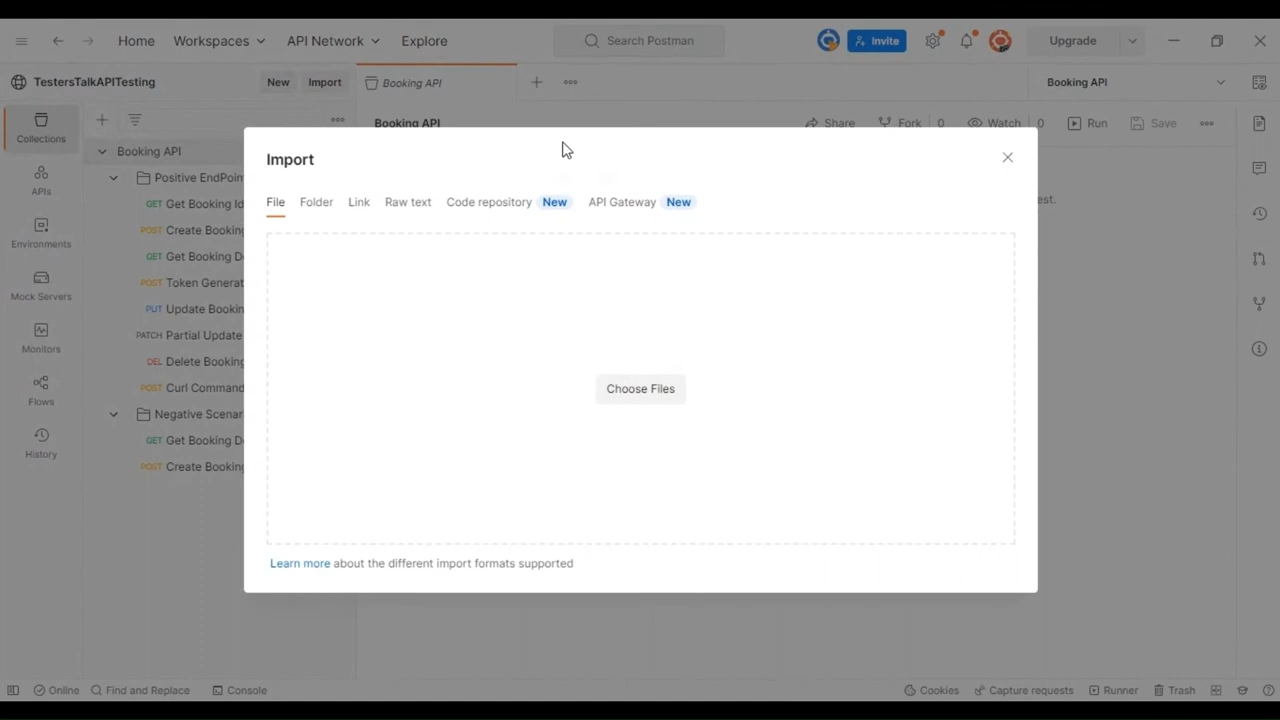 Home Workspaces API Network Explore Search Postman Invite Upgrade
TestersTalkAPITesting New Import Booking API Booking API
Collections
APIs
Environments
Mock Servers
Monitors
Flows
History
Booking API
Positive EndPoin
GET Get Booking Id
POST Create Booking
GET Get Booking D
POST Token Generat
PUT Update Bookin
PATCH Partial Update
DEL Delete Booking
POST Curl Command
Negative Scenar
GET Get Booking D
POST Create Booking
Booking API Share Fork 0 Watch 0 Run Save
est.
Import
File Folder Link Raw text Code repository New API Gateway New
Choose Files
Learn more about the different import formats supported
Online Find and Replace Console Cookies Capture requests Runner Trash